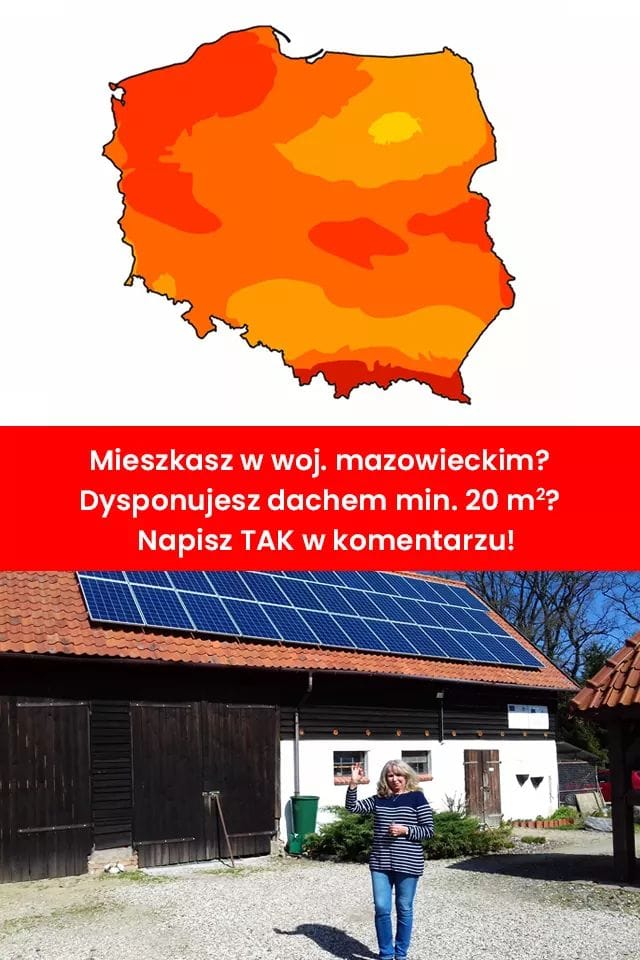 Mieszkasz w woj. mazowieckim?
Dysponujesz dachem min. 20 m²?
Napisz TAK w komentarzu!